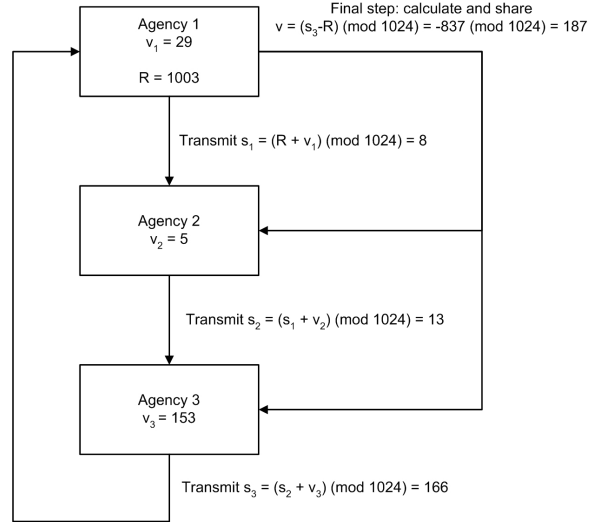 Final step: calculate and share
v = (s₃-R) (mod 1024) = -837 (mod 1024) = 187
Agency 1
v₁ = 29
R = 1003
Transmit s₁ = (R + v₁) (mod 1024) = 8
Agency 2
v₂ = 5
Transmit s₂ = (s₁ + v₂) (mod 1024) = 13
Agency 3
v₃ = 153
Transmit s₃ = (s₂ + v₃) (mod 1024) = 166